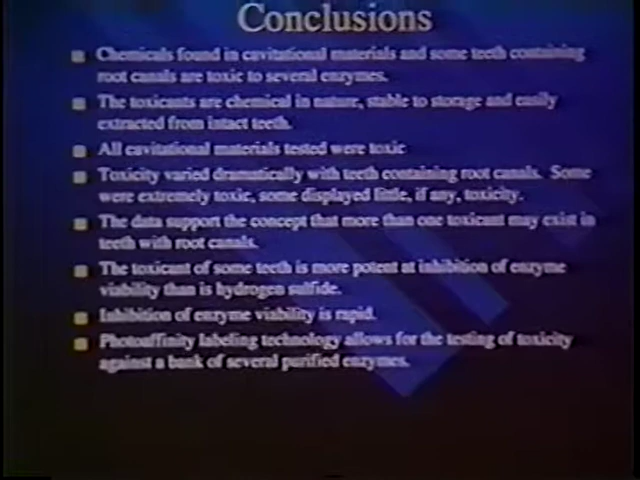 Conclusions
Chemicals found in cavitational materials and some teeth containing
root canals are toxic to several enzymes.
The toxicants are chemical in nature, stable to storage and easily
extracted from intact teeth.
All cavitational materials tested were toxic
Toxicity varied dramatically with teeth containing root canals. Some
were extremely toxic, some displayed little, if any, toxicity.
The data support the concept that more than one toxicant may exist in
teeth with root canals.
The toxicant of some teeth is more potent at inhibition of enzyme
viability than is hydrogen sulfide.
Inhibition of enzyme viability is rapid.
Photoaffinity labeling technology allows for the testing of toxicity
against a bank of several purified enzymes.